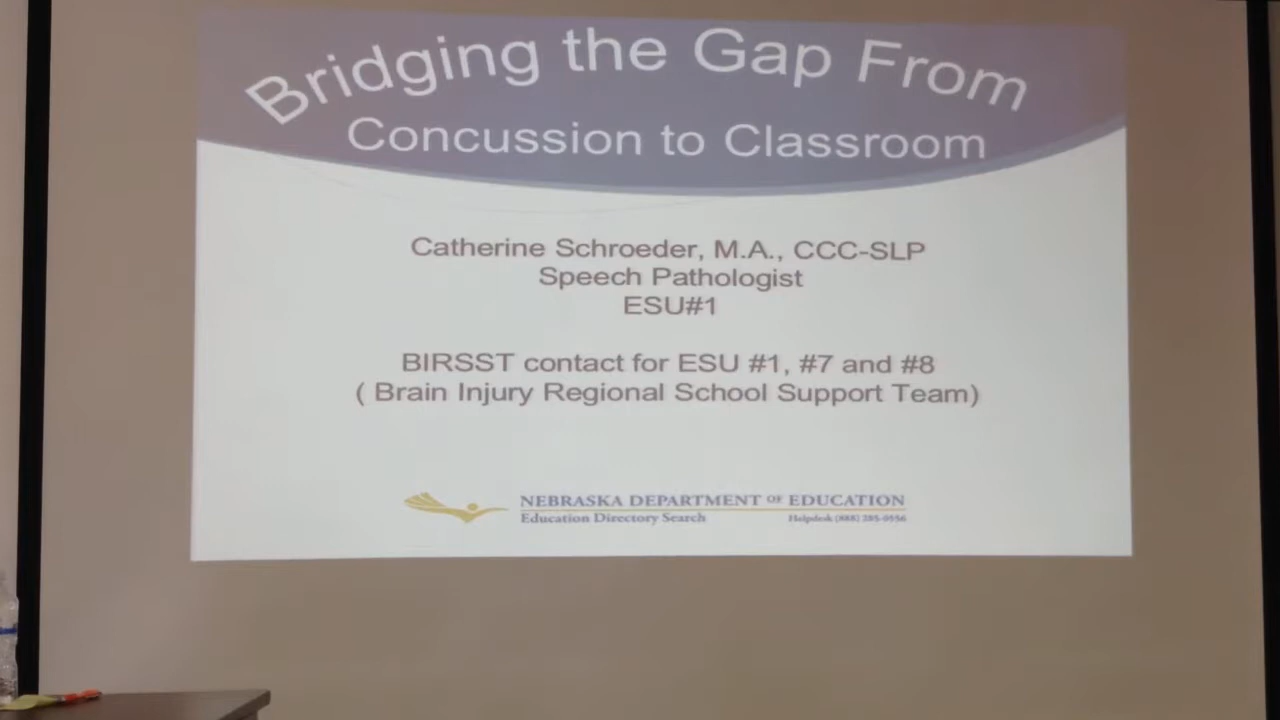 Bridging the Gap From
Concussion to Classroom
Catherine Schroeder, M.A., CCC-SLP
Speech Pathologist
ESU#1
BIRSST contact for ESU #1, #7 and #8
( Brain Injury Regional School Support Team)
NEBRASKA DEPARTMENT OF EDUCATION
Education Directory Search Helpdesk (888) 285-0556